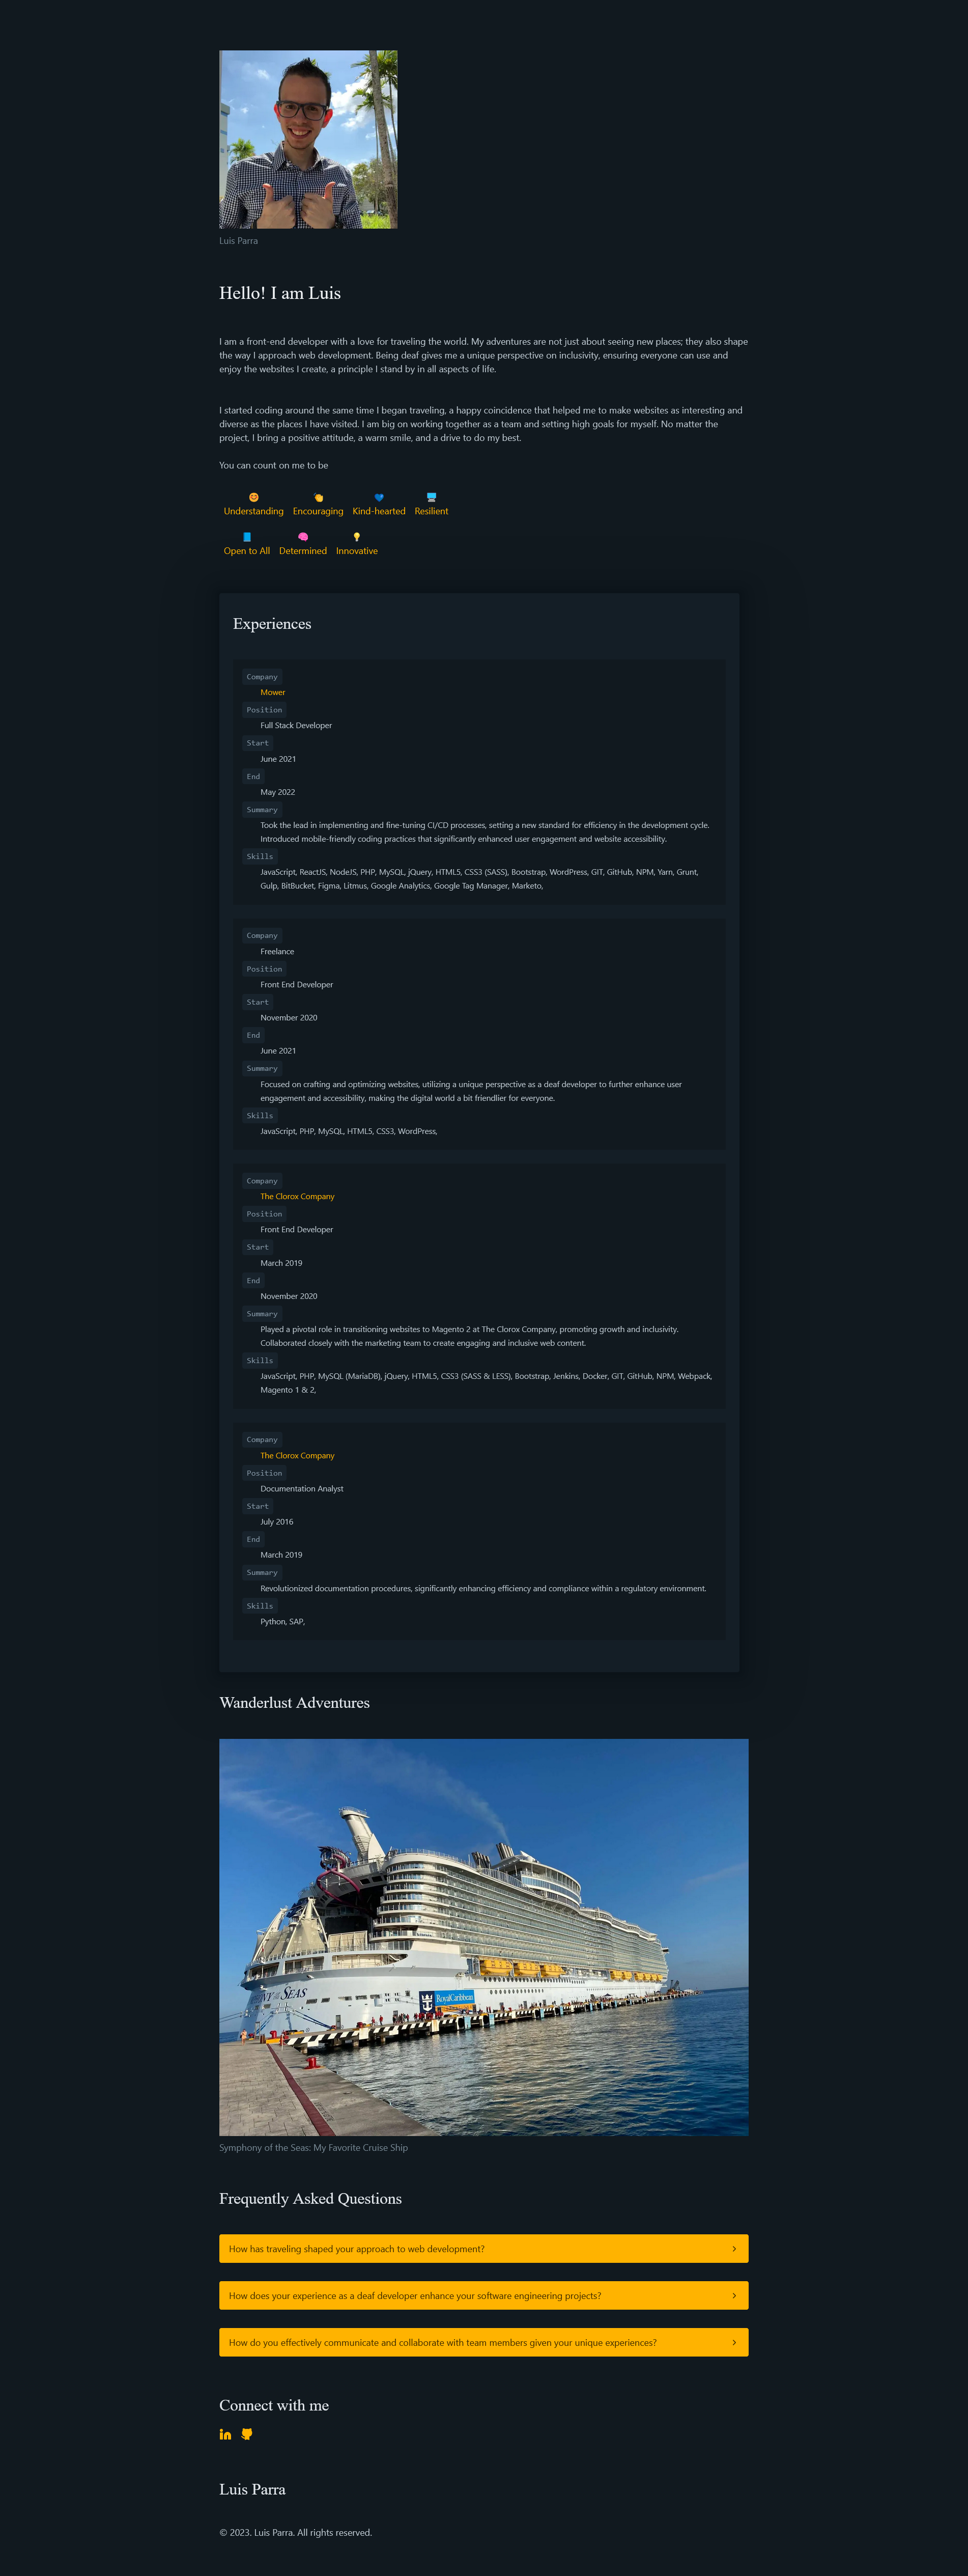 Luis Parra
Hello! I am Luis
I am a front-end developer with a love for traveling the world. My adventures are not just about seeing new places; they also shape
the way I approach web development. Being deaf gives me a unique perspective on inclusivity, ensuring everyone can use and
enjoy the websites I create, a principle I stand by in all aspects of life.
I started coding around the same time I began traveling, a happy coincidence that helped me to make websites as interesting and
diverse as the places I have visited. I am big on working together as a team and setting high goals for myself. No matter the
project, I bring a positive attitude, a warm smile, and a drive to do my best.
You can count on me to be
Understanding Encouraging Kind-hearted Resilient
Open to All Determined Innovative
Experiences
Company
Mower
Position
Full Stack Developer
Start
June 2021
End
May 2022
Summary
Took the lead in implementing and fine-tuning CI/CD processes, setting a new standard for efficiency in the development cycle.
Introduced mobile-friendly coding practices that significantly enhanced user engagement and website accessibility.
Skills
JavaScript, ReactJS, NodeJS, PHP, MySQL, jQuery, HTML5, CSS3 (SASS), Bootstrap, WordPress, GIT, GitHub, NPM, Yarn, Grunt,
Gulp, BitBucket, Figma, Litmus, Google Analytics, Google Tag Manager, Marketo,
Company
Freelance
Position
Front End Developer
Start
November 2020
End
June 2021
Summary
Focused on crafting and optimizing websites, utilizing a unique perspective as a deaf developer to further enhance user
engagement and accessibility, making the digital world a bit friendlier for everyone.
Skills
JavaScript, PHP, MySQL, HTML5, CSS3, WordPress,
Company
The Clorox Company
Position
Front End Developer
Start
March 2019
End
November 2020
Summary
Played a pivotal role in transitioning websites to Magento 2 at The Clorox Company, promoting growth and inclusivity.
Collaborated closely with the marketing team to create engaging and inclusive web content.
Skills
JavaScript, PHP, MySQL (MariaDB), jQuery, HTML5, CSS3 (SASS & LESS), Bootstrap, Jenkins, Docker, GIT, GitHub, NPM, Webpack,
Magento 1 & 2,
Company
The Clorox Company
Position
Documentation Analyst
Start
July 2016
End
March 2019
Summary
Revolutionized documentation procedures, significantly enhancing efficiency and compliance within a regulatory environment.
Skills
Python, SAP,
Wanderlust Adventures
SEAS
RoyalCaribbean
Symphony of the Seas: My Favorite Cruise Ship
Frequently Asked Questions
How has traveling shaped your approach to web development?
How does your experience as a deaf developer enhance your software engineering projects?
How do you effectively communicate and collaborate with team members given your unique experiences?
Connect with me
Luis Parra
© 2023. Luis Parra. All rights reserved.